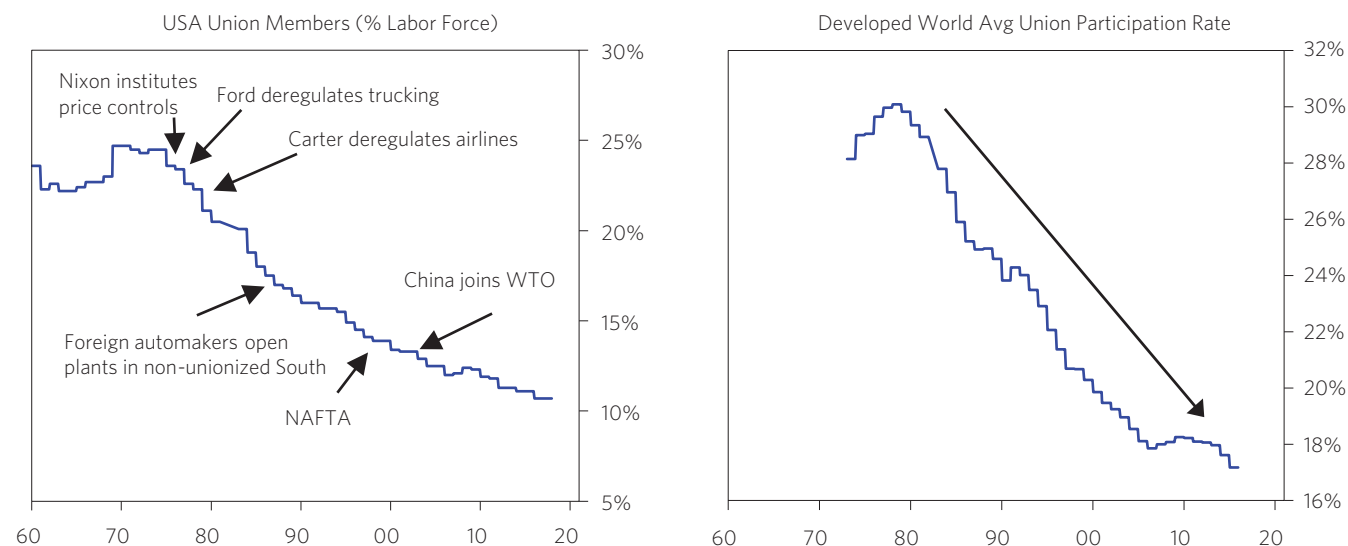 USA Union Members (% Labor Force)
30%
25%
20%
15%
10%
5%
Nixon institutes
price controls
Ford deregulates trucking
Carter deregulates airlines
China joins WTO
Foreign automakers open
plants in non-unionized South
NAFTA
60 70 80 90 00 10 20
Developed World Avg Union Participation Rate
32%
30%
28%
26%
24%
22%
20%
18%
16%
60 70 80 90 00 10 20